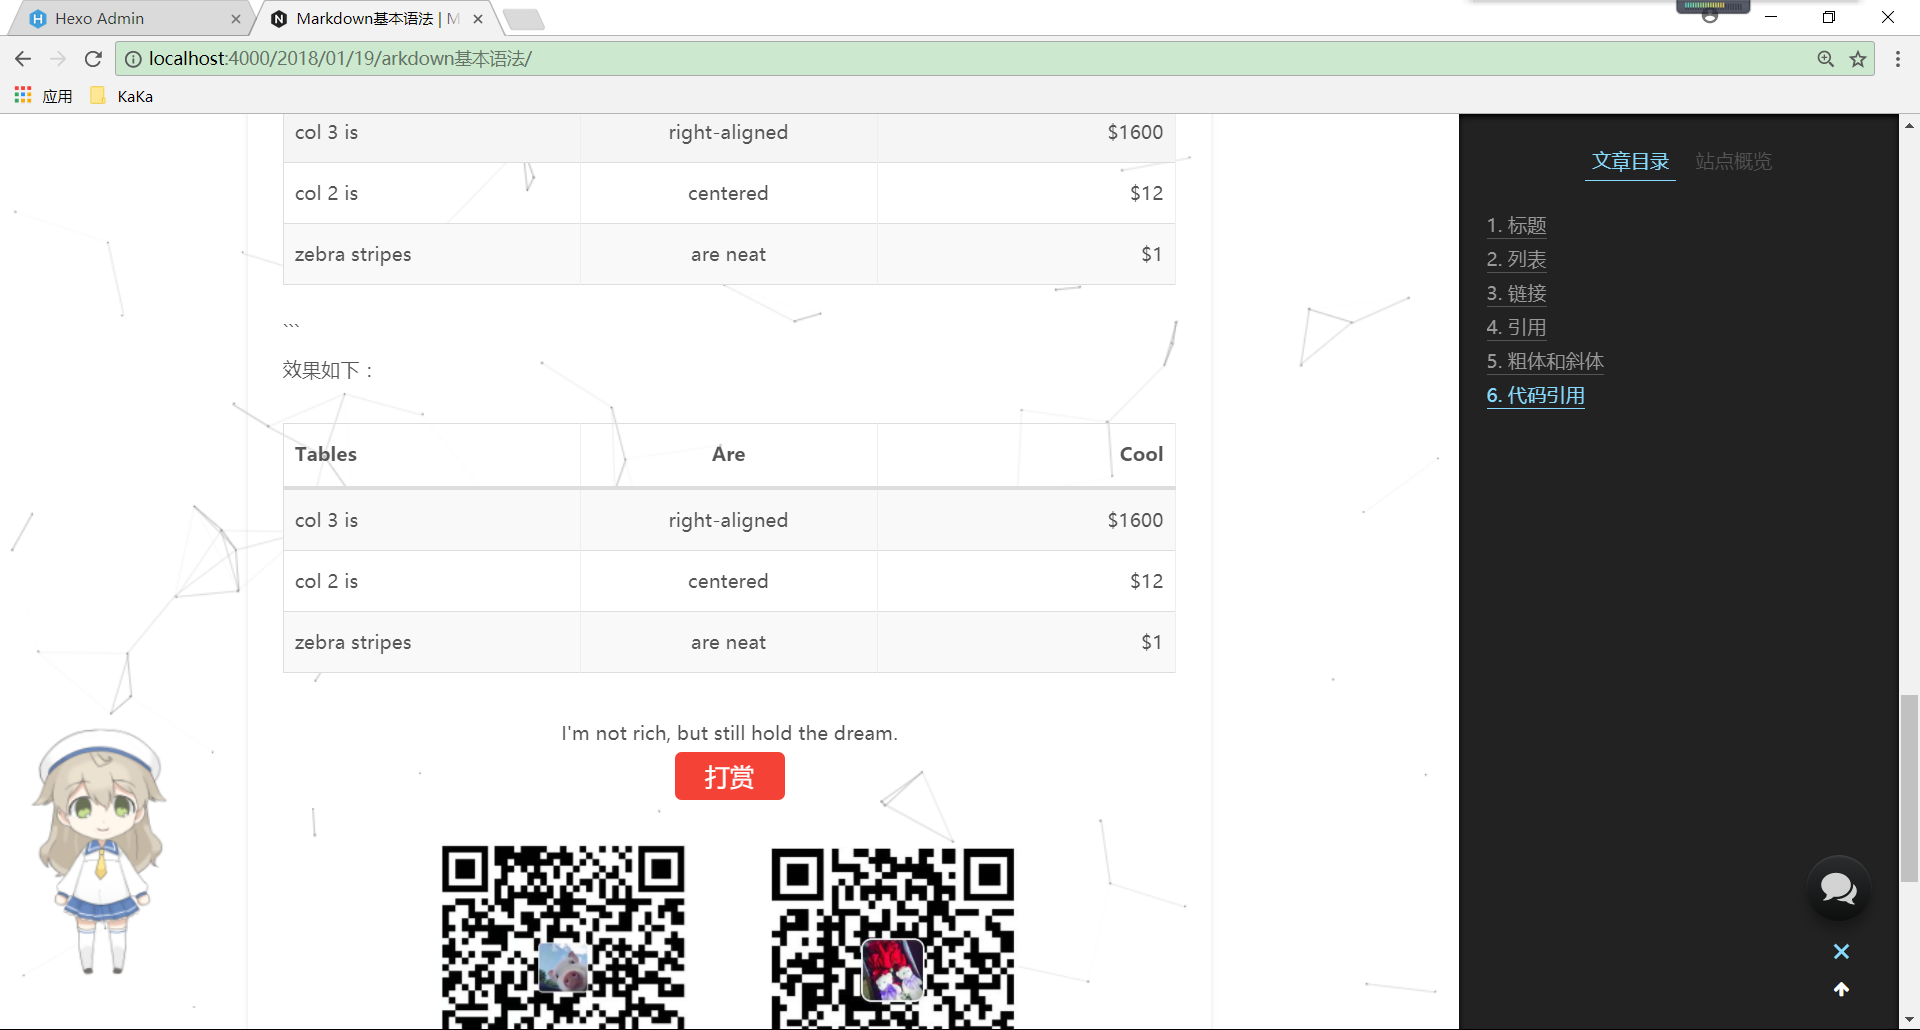 Hexo Admin
Markdown基本语法 | M
localhost:4000/2018/01/19/arkdown基本语法/
应用 KaKa
col 3 is right-aligned $1600
col 2 is centered $12
zebra stripes are neat $1
```
效果如下：
Tables Are Cool
col 3 is right-aligned $1600
col 2 is centered $12
zebra stripes are neat $1
I'm not rich, but still hold the dream.
打赏
文章目录 站点概览
1. 标题
2. 列表
3. 链接
4. 引用
5. 粗体和斜体
6. 代码引用